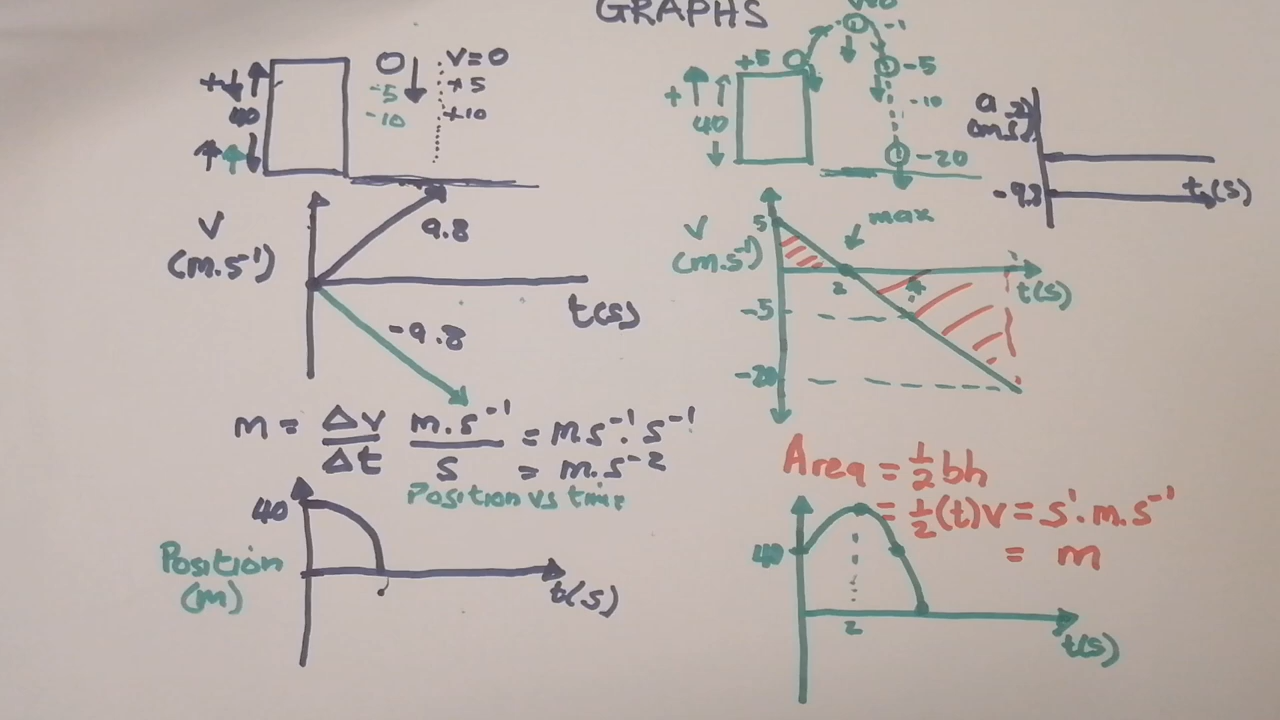 GRAPHS
+
40
-5
-10
V=0
+5
+10
V
(m.s⁻¹)
9.8
-9.8
t(s)
m = Δv/Δt m.s⁻¹/s = m.s⁻¹.s⁻¹
= m.s⁻²
Position vs time
40
Position
(m)
t(s)
+
40
+5
-1
-5
-10
-20
a
-9.8
t(s)
V
(m.s⁻¹)
5
-5
-20
max
2
4
t(s)
Area = 1/2 bh
= 1/2 (t)v = s¹.m.s⁻¹
= m
40
2
t(s)